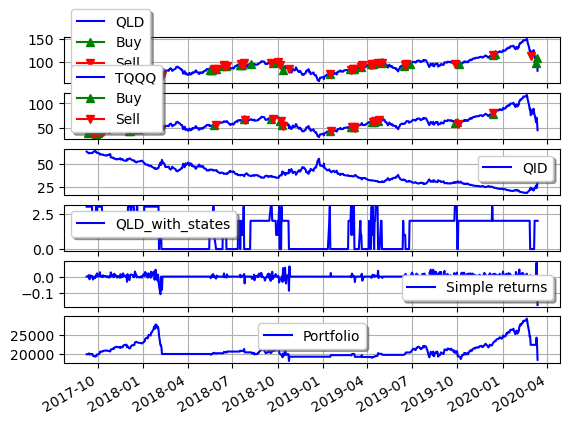 QLD
Buy
Sell
150
100
TQQQ
Buy
Sell
100
50
QID
50
25
QLD_with_states
2.5
0.0
Simple returns
0.0
−0.1
Portfolio
25000
20000
2017-10
2018-01
2018-04
2018-07
2018-10
2019-01
2019-04
2019-07
2019-10
2020-01
2020-04